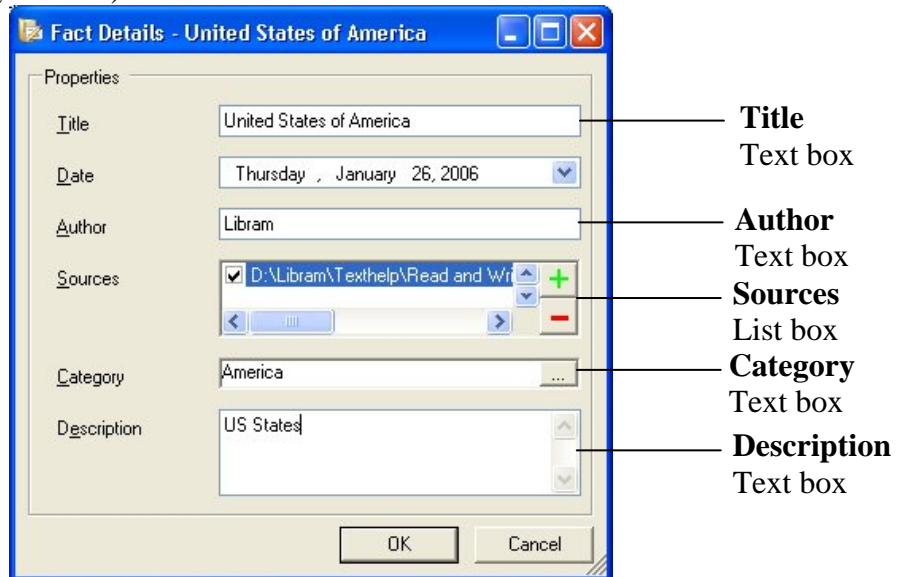 Fact Details - United States of America
Properties
Title
United States of America
Title
Text box
Date
Thursday , January 26, 2006
Author
Libram
Author
Text box
Sources
D:\Libram\Texthelp\Read and Wri
Sources
List box
Category
America
...
Category
Text box
Description
US States
Description
Text box
OK
Cancel